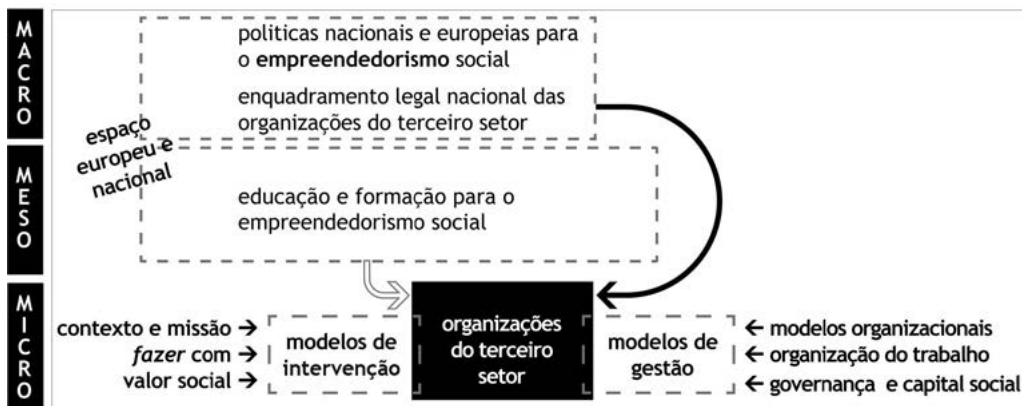 MACRO
politicas nacionais e europeias para
o empreendedorismo social
enquadramento legal nacional das
organizações do terceiro setor
espaço
europeu e
nacional
MESO
educação e formação para o
empreendedorismo social
MICRO
contexto e missão →
fazer com →
valor social →
modelos de
intervenção
organizações
do terceiro
setor
modelos de
gestão
← modelos organizacionais
← organização do trabalho
← governança e capital social